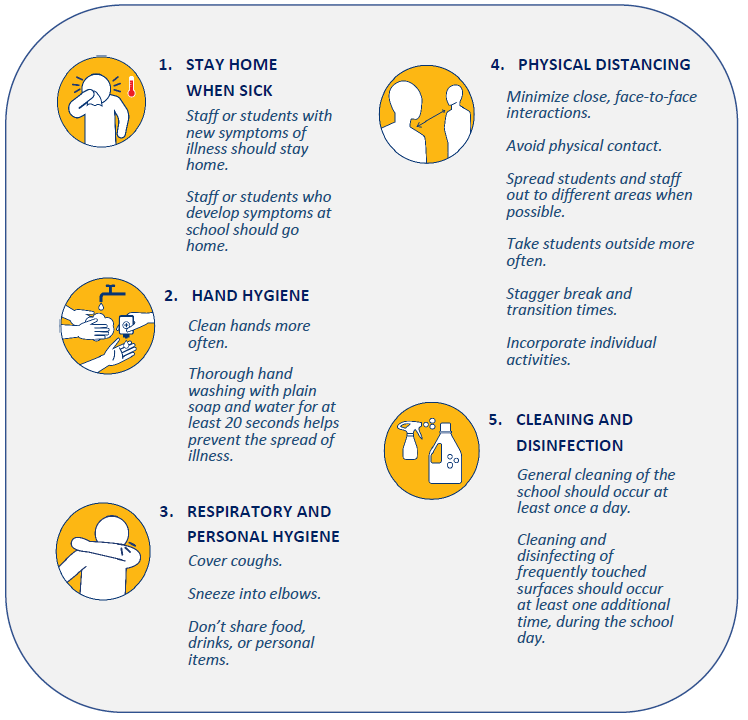 1. STAY HOME
WHEN SICK
Staff or students with
new symptoms of
illness should stay
home.
Staff or students who
develop symptoms at
school should go
home.
2. HAND HYGIENE
Clean hands more
often.
Thorough hand
washing with plain
soap and water for at
least 20 seconds helps
prevent the spread of
illness.
3. RESPIRATORY AND
PERSONAL HYGIENE
Cover coughs.
Sneeze into elbows.
Don’t share food,
drinks, or personal
items.
4. PHYSICAL DISTANCING
Minimize close, face-to-face
interactions.
Avoid physical contact.
Spread students and staff
out to different areas when
possible.
Take students outside more
often.
Stagger break and
transition times.
Incorporate individual
activities.
5. CLEANING AND
DISINFECTION
General cleaning of the
school should occur at
least once a day.
Cleaning and
disinfecting of
frequently touched
surfaces should occur
at least one additional
time, during the school
day.